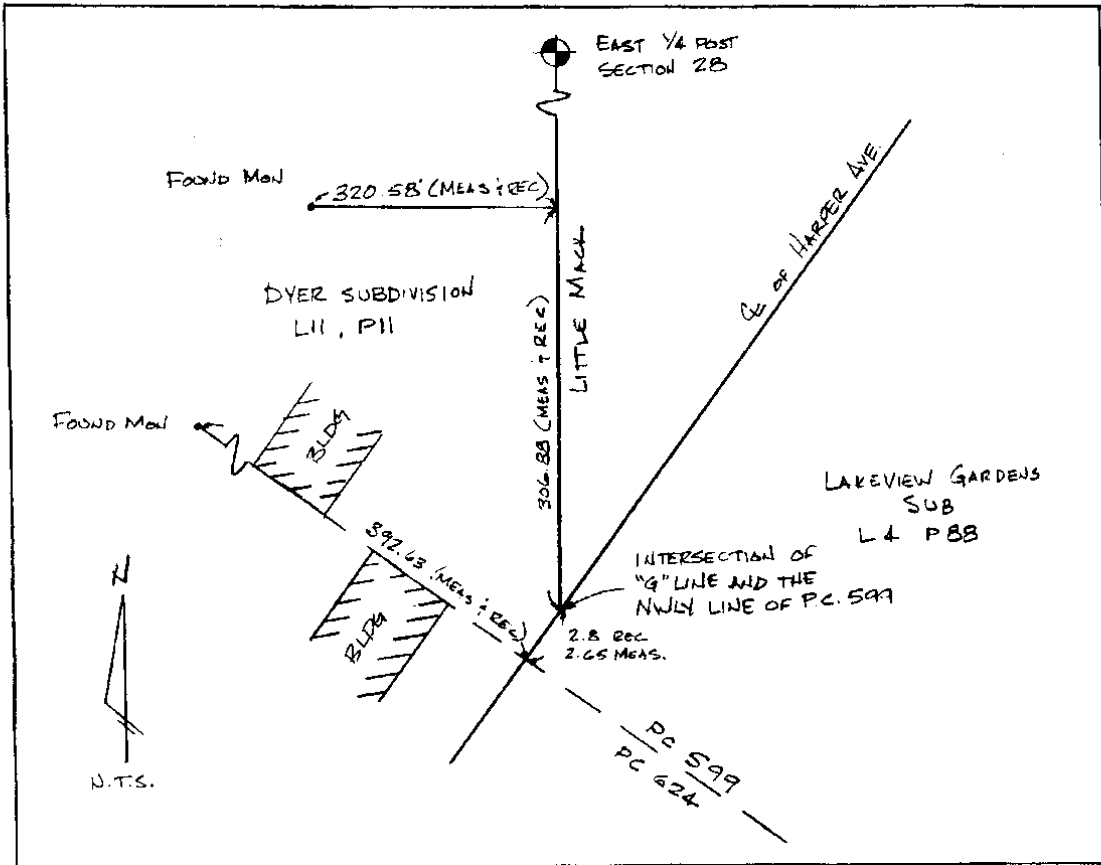 EAST 1/4 POST
SECTION 28
FOUND MON
320.58' (MEAS & REC)
℄ OF HARPER AVE.
LITTLE MACK
306.88 (MEAS & REC)
DYER SUBDIVISION
L11, P11
FOUND MON
BLDG
LAKEVIEW GARDENS
SUB
L4 P88
392.63 (MEAS & REC)
INTERSECTION OF
"G" LINE AND THE
NWLY LINE OF P.C. 599
2.8 REC
2.65 MEAS.
BLDG
N
N.T.S.
PC 599
PC 624